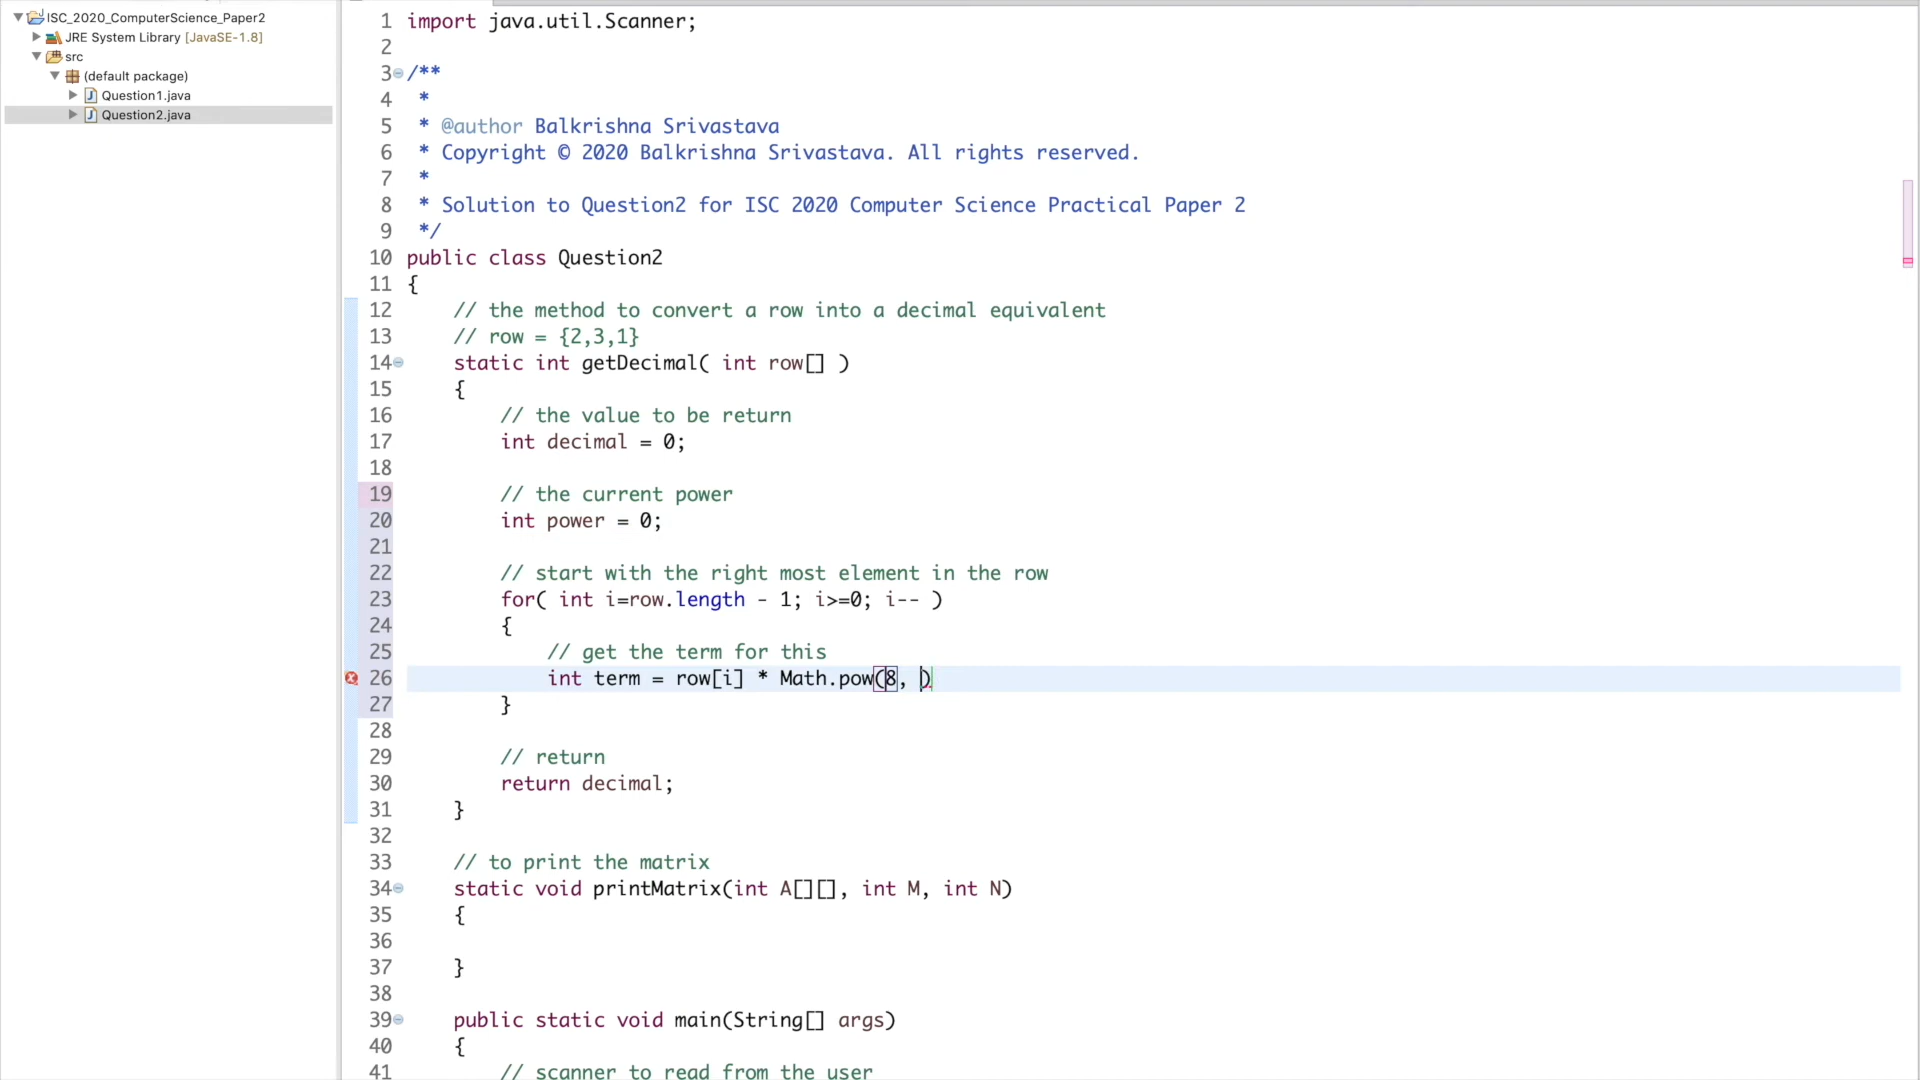 ISC_2020_ComputerScience_Paper2
JRE System Library [JavaSE-1.8]
src
(default package)
Question1.java
Question2.java
1 import java.util.Scanner;
2
3 /**
4 *
5 * @author Balkrishna Srivastava
6 * Copyright © 2020 Balkrishna Srivastava. All rights reserved.
7 *
8 * Solution to Question2 for ISC 2020 Computer Science Practical Paper 2
9 */
10 public class Question2
11 {
12 // the method to convert a row into a decimal equivalent
13 // row = {2,3,1}
14 static int getDecimal( int row[] )
15 {
16 // the value to be return
17 int decimal = 0;
18
19 // the current power
20 int power = 0;
21
22 // start with the right most element in the row
23 for( int i=row.length - 1; i>=0; i-- )
24 {
25 // get the term for this
26 int term = row[i] * Math.pow(8, )
27 }
28
29 // return
30 return decimal;
31 }
32
33 // to print the matrix
34 static void printMatrix(int A[][], int M, int N)
35 {
36
37 }
38
39 public static void main(String[] args)
40 {
41 // scanner to read from the user